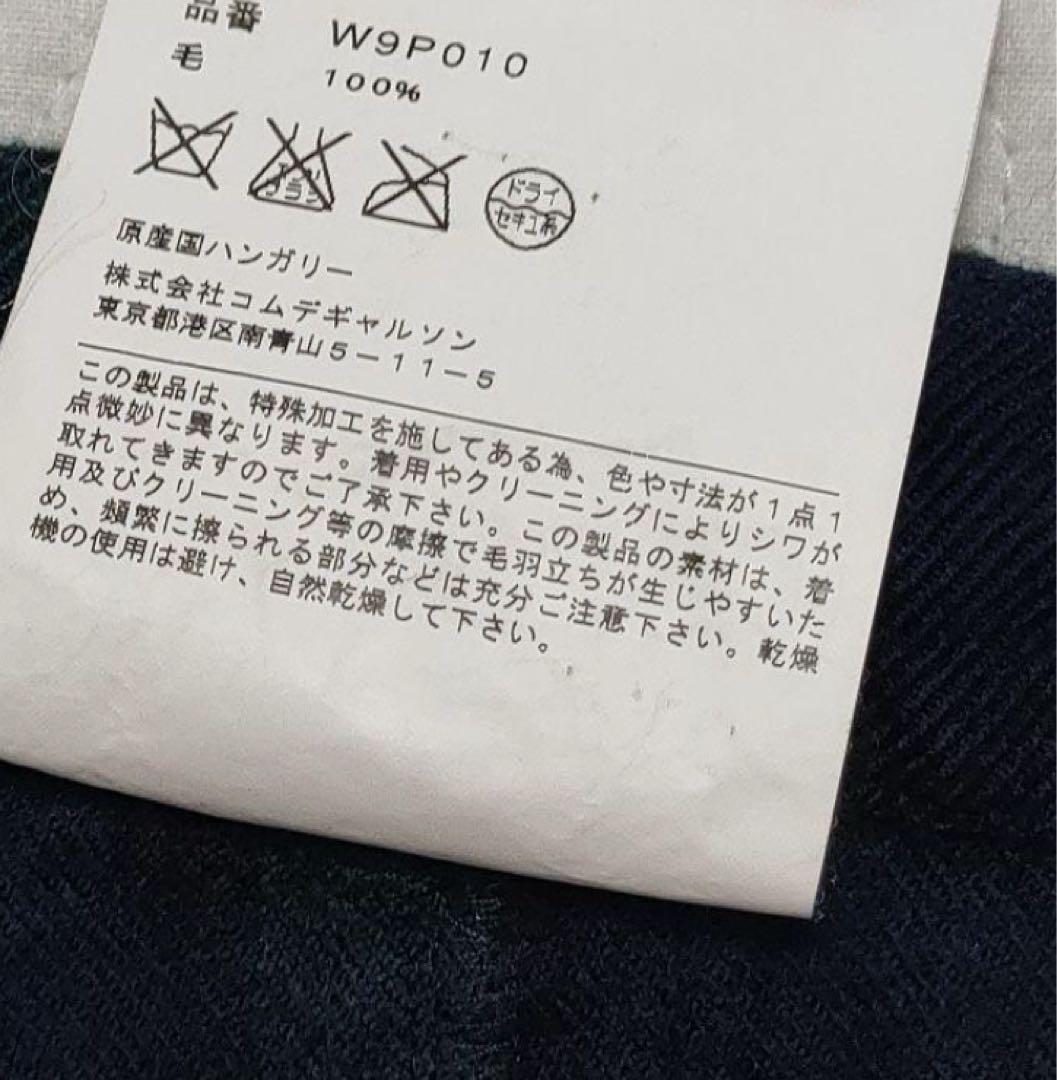 品番 W9P010
毛 100%
エンソ
サラシ
ドライ
セキユ系
原産国ハンガリー
株式会社コムデギャルソン
東京都港区南青山5-11-5
この製品は、特殊加工を施してある為、色や寸法が1点1
点微妙に異なります。着用やクリーニングによりシワが
取れてきますのでご了承下さい。この製品の素材は、着
用及びクリーニング等の摩擦で毛羽立ちが生じやすいた
め、頻繁に擦られる部分などは充分ご注意下さい。乾燥
機の使用は避け、自然乾燥して下さい。